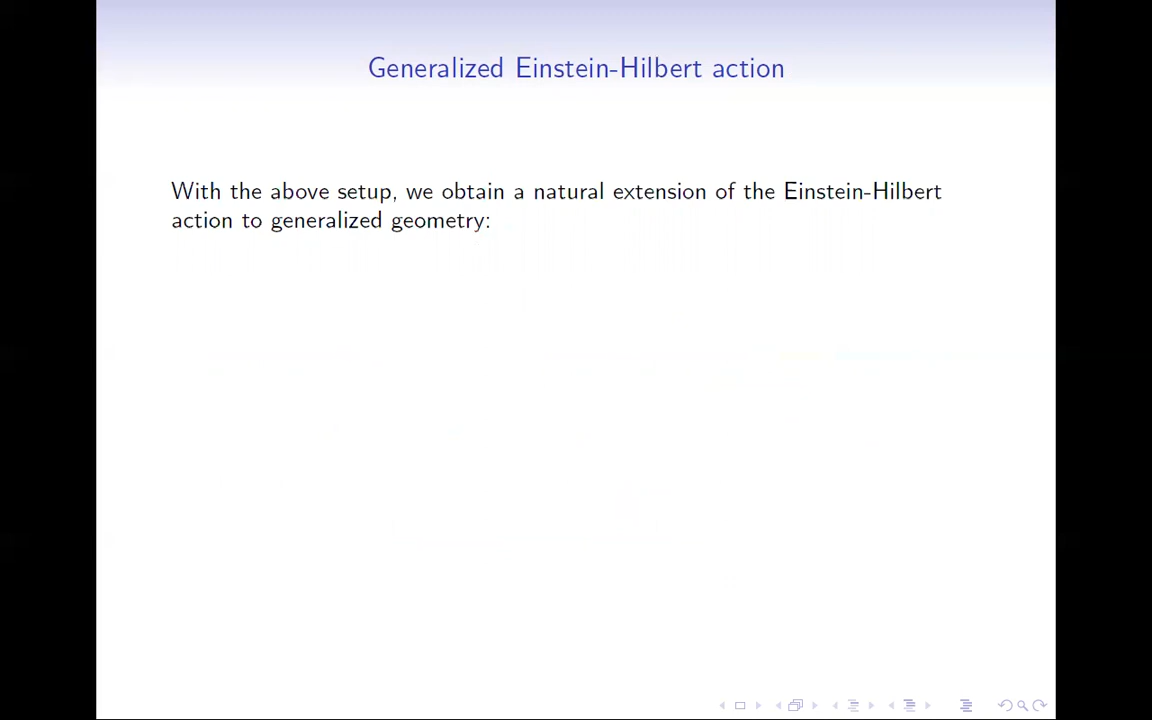 Generalized Einstein-Hilbert action
With the above setup, we obtain a natural extension of the Einstein-Hilbert
action to generalized geometry: